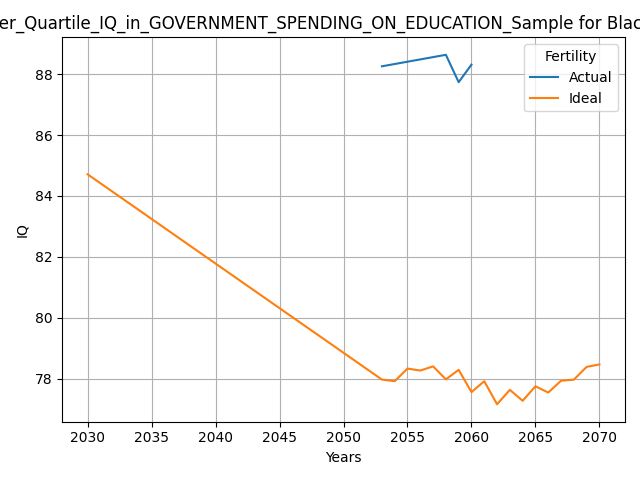 er_Quartile_IQ_in_GOVERNMENT_SPENDING_ON_EDUCATION_Sample for Blac
Fertility
Actual
Ideal
88
86
84
82
80
78
IQ
2030 2035 2040 2045 2050 2055 2060 2065 2070
Years